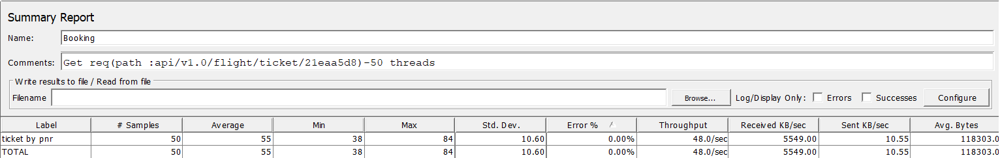 Summary Report
Name: Booking
Comments: Get req(path :api/v1.0/flight/ticket/21eaa5d8)-50 threads
Write results to file / Read from file
Filename Browse... Log/Display Only: Errors Successes Configure
Label # Samples Average Min Max Std. Dev. Error % Throughput Received KB/sec Sent KB/sec Avg. Bytes
ticket by pnr 50 55 38 84 10.60 0.00% 48.0/sec 5549.00 10.55 118303.0
TOTAL 50 55 38 84 10.60 0.00% 48.0/sec 5549.00 10.55 118303.0